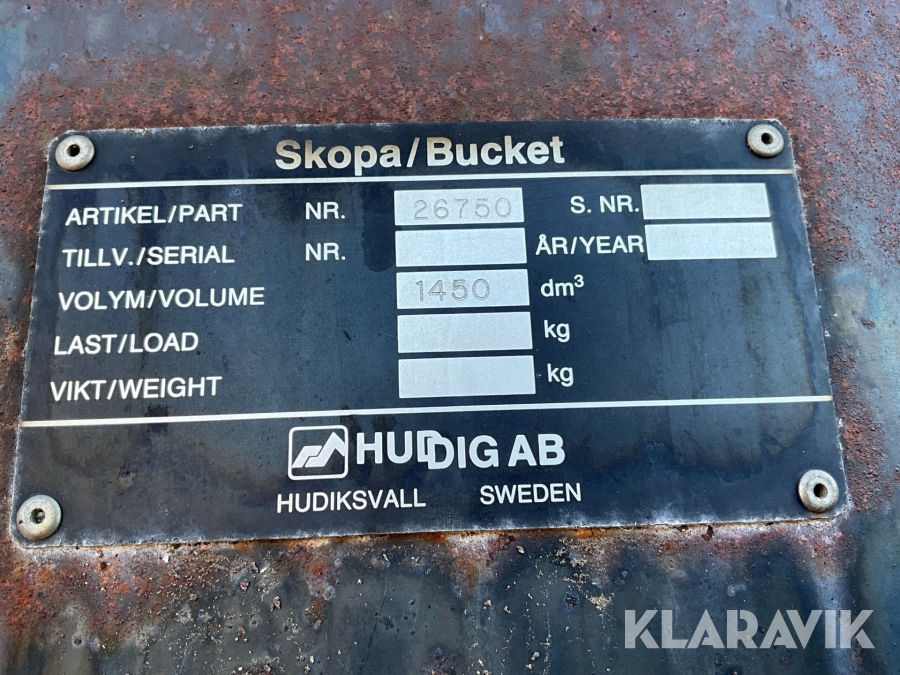 Skopa/Bucket
ARTIKEL/PART NR. 26750 S. NR.
TILLV./SERIAL NR. ÅR/YEAR
VOLYM/VOLUME 1450 dm³
LAST/LOAD kg
VIKT/WEIGHT kg
HUDDIG AB
HUDIKSVALL SWEDEN
KLARAVIK